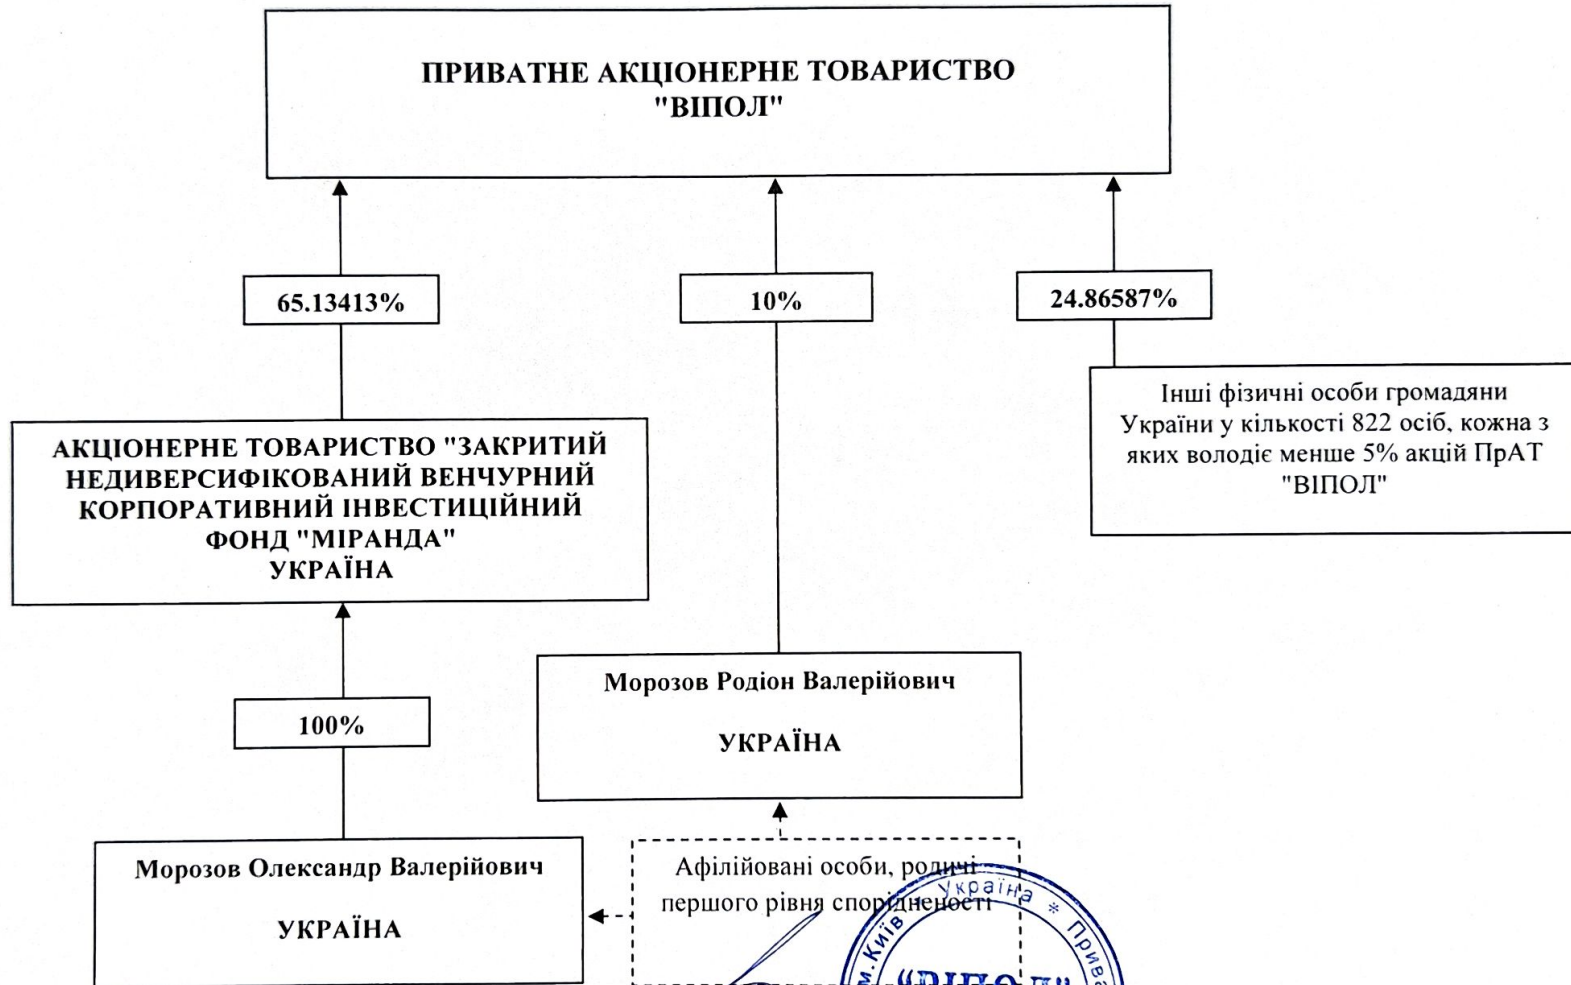 ПРИВАТНЕ АКЦІОНЕРНЕ ТОВАРИСТВО
"ВІПОЛ"
65.13413%
10%
24.86587%
Інші фізичні особи громадяни
України у кількості 822 осіб, кожна з
яких володіє менше 5% акцій ПрАТ
"ВІПОЛ"
АКЦІОНЕРНЕ ТОВАРИСТВО "ЗАКРИТИЙ
НЕДИВЕРСИФІКОВАНИЙ ВЕНЧУРНИЙ
КОРПОРАТИВНИЙ ІНВЕСТИЦІЙНИЙ
ФОНД "МІРАНДА"
УКРАЇНА
100%
Морозов Родіон Валерійович
УКРАЇНА
Морозов Олександр Валерійович
УКРАЇНА
Афілійовані особи, родичі
першого рівня спорідненості
м.Київ * Україна *
"ВІПОЛ"